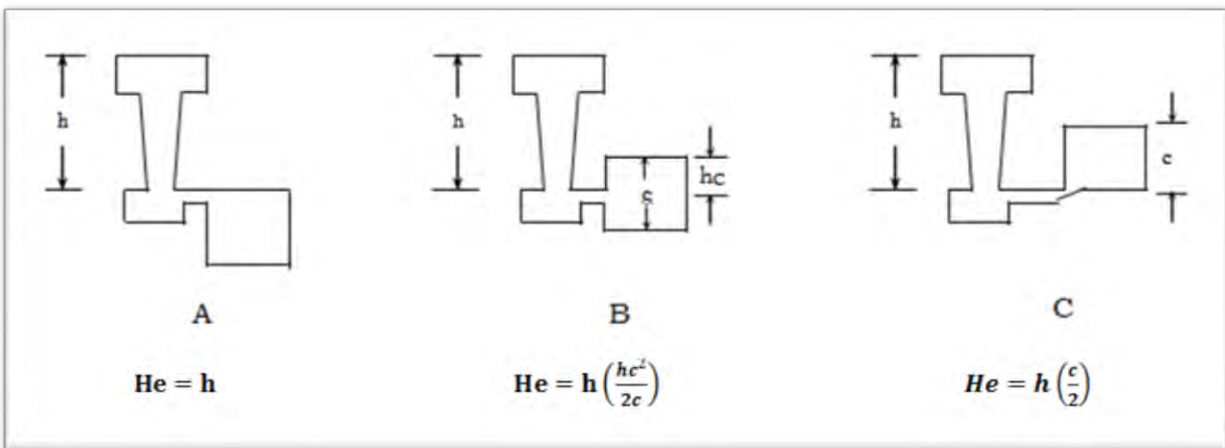 h h h
hc c
c
A B C
He = h He = h (hc²/2c) He = h (c/2)